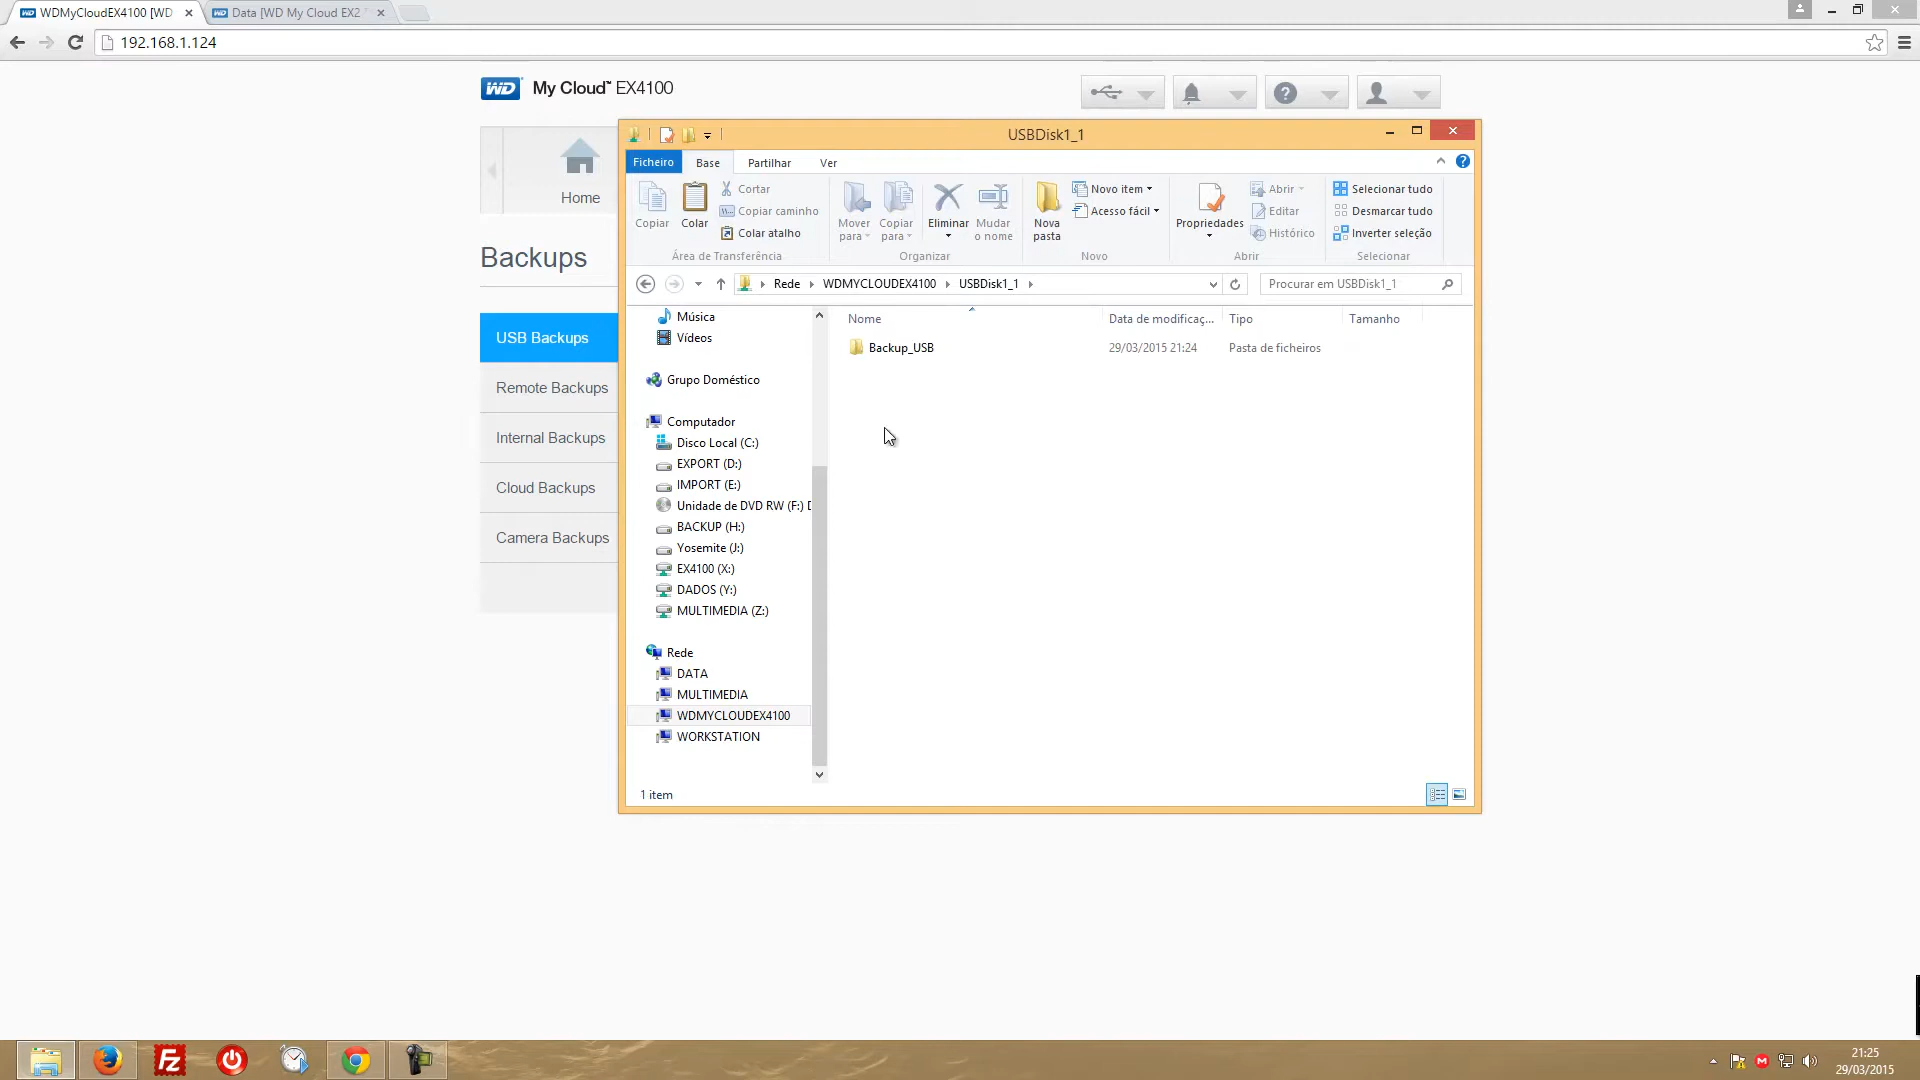 WDMyCloudEX4100 [WD
Data [WD My Cloud EX2
192.168.1.124
WD My Cloud™ EX4100
Home
Backups
USB Backups
Remote Backups
Internal Backups
Cloud Backups
Camera Backups
USBDisk1_1
Ficheiro Base Partilhar Ver
Copiar
Colar
Cortar
Copiar caminho
Colar atalho
Área de Transferência
Mover para
Copiar para
Eliminar
Mudar o nome
Organizar
Nova pasta
Novo item
Acesso fácil
Novo
Propriedades
Abrir
Editar
Histórico
Abrir
Selecionar tudo
Desmarcar tudo
Inverter seleção
Selecionar
Rede WDMYCLOUDEX4100 USBDisk1_1
Procurar em USBDisk1_1
Música
Vídeos
Grupo Doméstico
Computador
Disco Local (C:)
EXPORT (D:)
IMPORT (E:)
Unidade de DVD RW (F:)
BACKUP (H:)
Yosemite (J:)
EX4100 (X:)
DADOS (Y:)
MULTIMEDIA (Z:)
Rede
DATA
MULTIMEDIA
WDMYCLOUDEX4100
WORKSTATION
Nome Data de modificaç... Tipo Tamanho
Backup_USB 29/03/2015 21:24 Pasta de ficheiros
1 item
21:25
29/03/2015